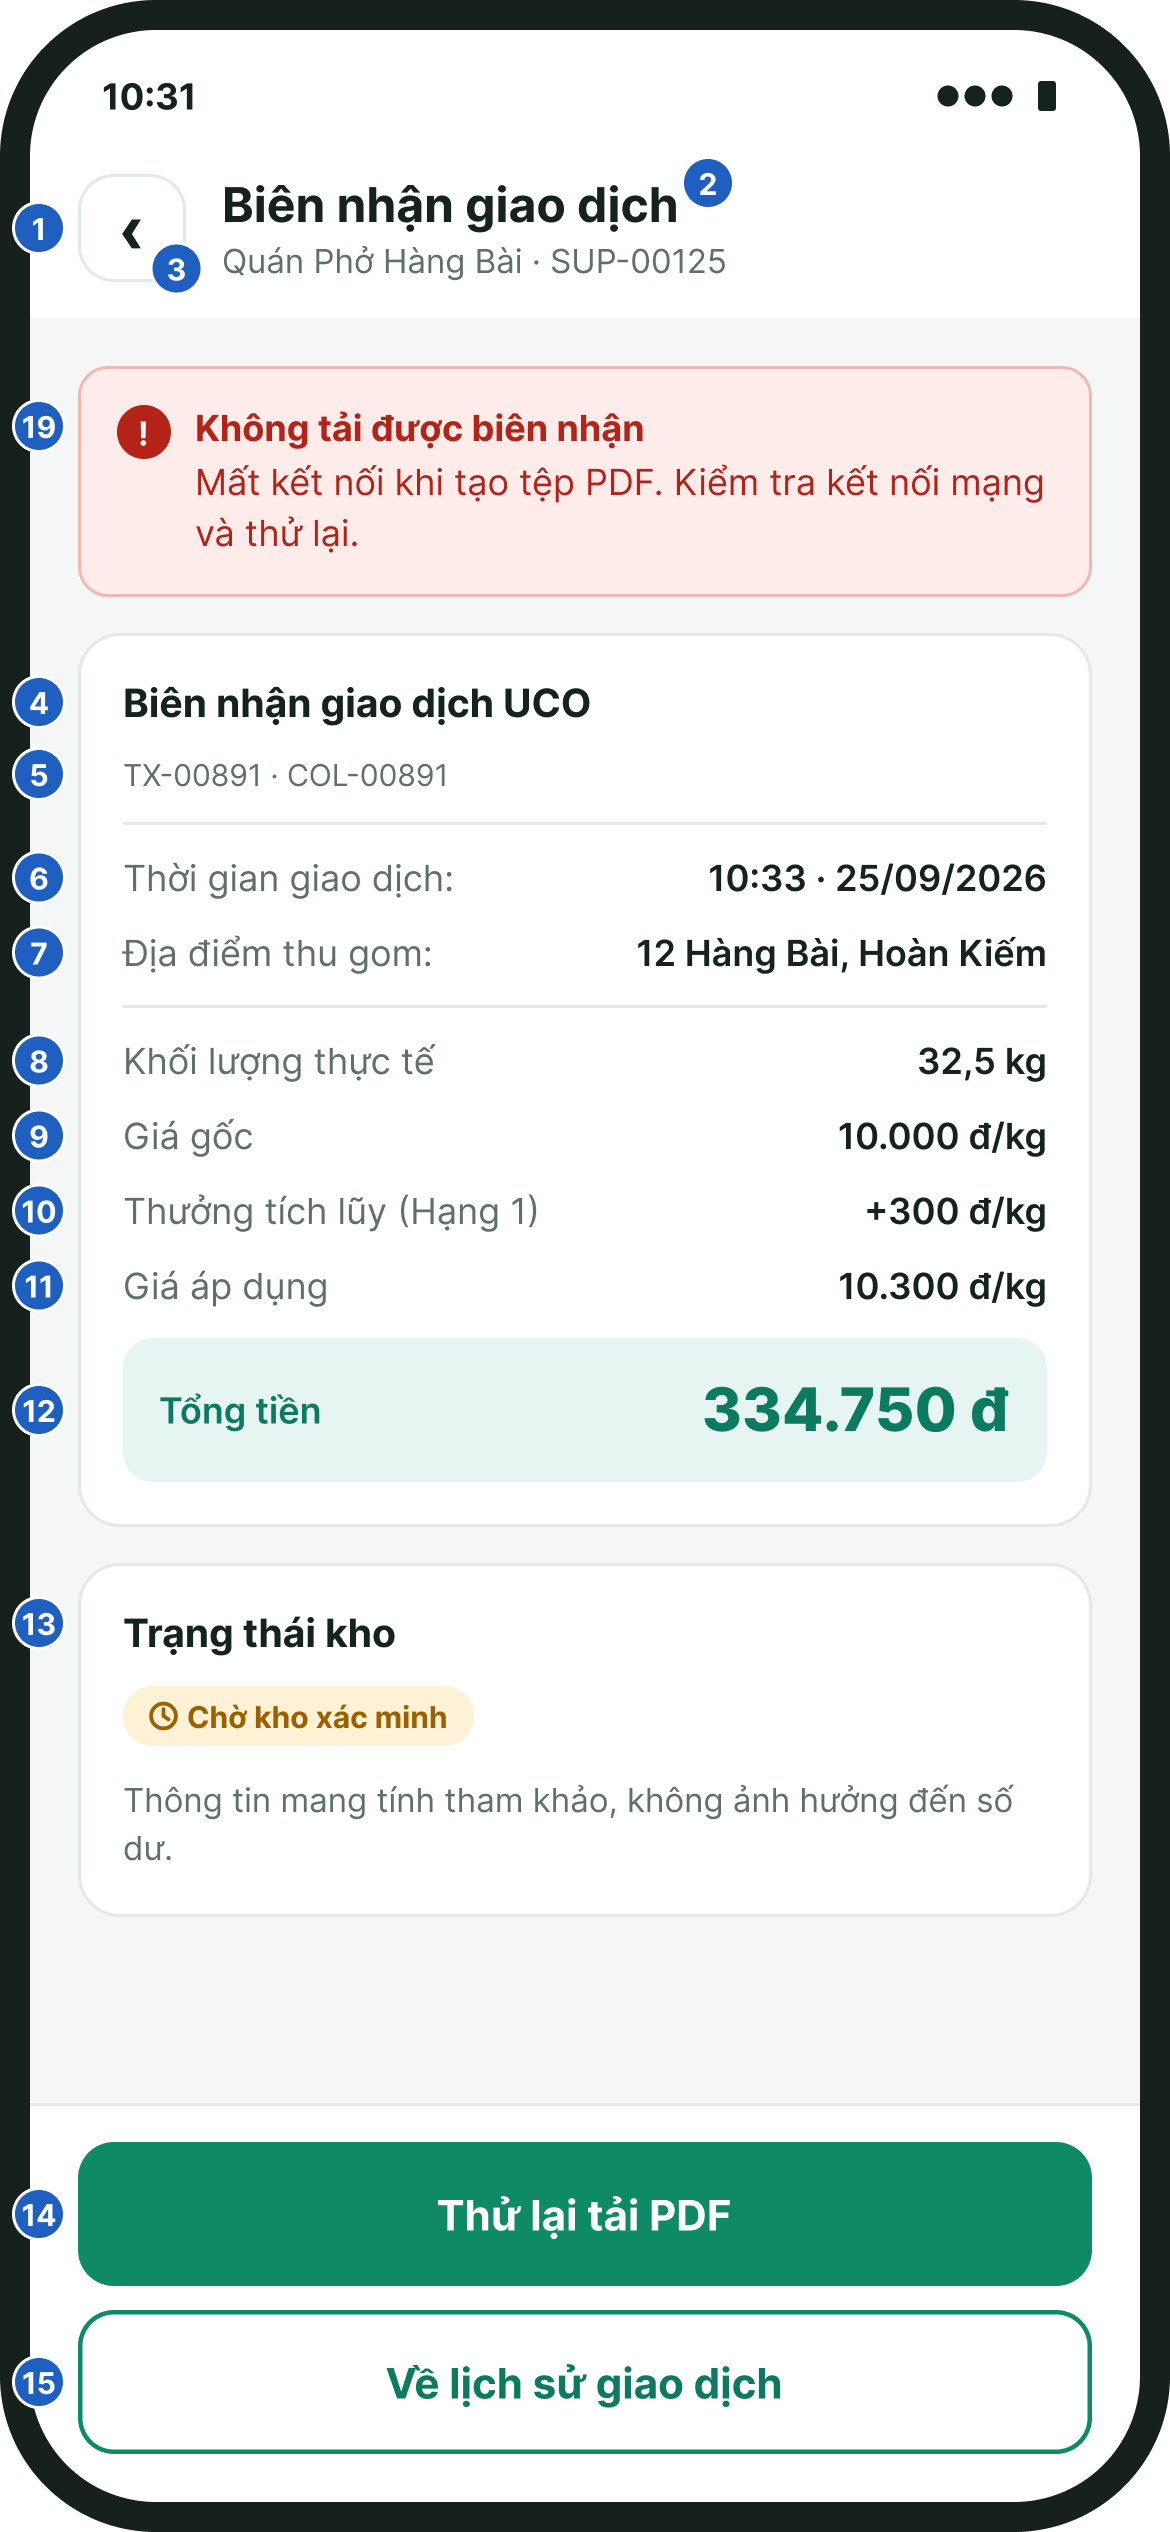 10:31
1
‹
3
Biên nhận giao dịch
2
Quán Phở Hàng Bài · SUP-00125
19
!
Không tải được biên nhận
Mất kết nối khi tạo tệp PDF. Kiểm tra kết nối mạng
và thử lại.
4
Biên nhận giao dịch UCO
5
TX-00891 · COL-00891
6
Thời gian giao dịch: 10:33 · 25/09/2026
7
Địa điểm thu gom: 12 Hàng Bài, Hoàn Kiếm
8
Khối lượng thực tế 32,5 kg
9
Giá gốc 10.000 đ/kg
10
Thưởng tích lũy (Hạng 1) +300 đ/kg
11
Giá áp dụng 10.300 đ/kg
12
Tổng tiền 334.750 đ
13
Trạng thái kho
Chờ kho xác minh
Thông tin mang tính tham khảo, không ảnh hưởng đến số
dư.
14
Thử lại tải PDF
15
Về lịch sử giao dịch